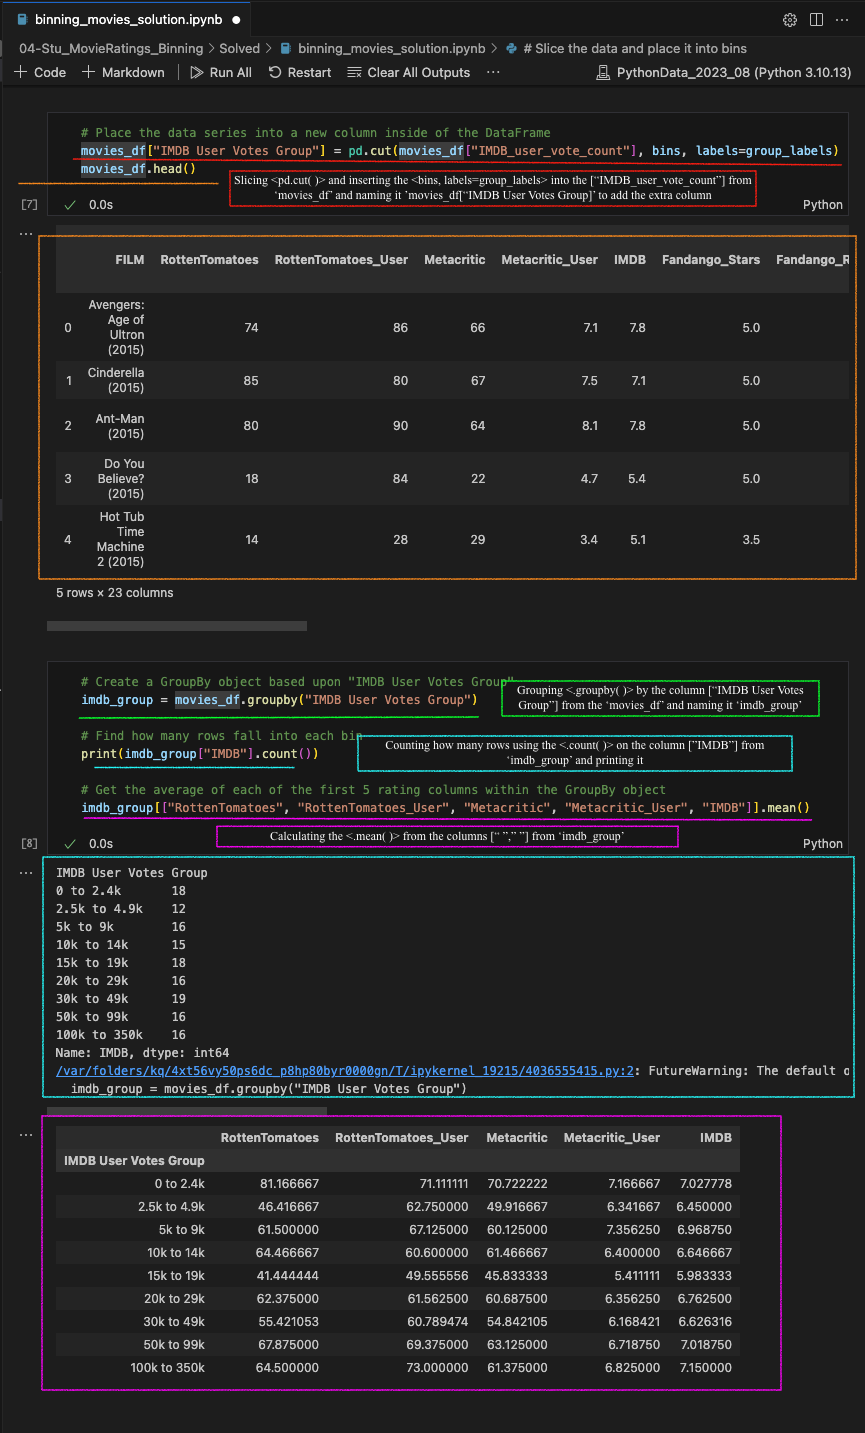 binning_movies_solution.ipynb
04-Stu_MovieRatings_Binning > Solved > binning_movies_solution.ipynb > # Slice the data and place it into bins
+ Code + Markdown | Run All Restart Clear All Outputs ... PythonData_2023_08 (Python 3.10.13)
# Place the data series into a new column inside of the DataFrame
movies_df["IMDB User Votes Group"] = pd.cut(movies_df["IMDB_user_vote_count"], bins, labels=group_labels)
movies_df.head()
Slicing <pd.cut( )> and inserting the <bins, labels=group_labels> into the [“IMDB_user_vote_count”] from
‘movies_df’ and naming it ’movies_df[“IMDB User Votes Group]’ to add the extra column
[7] ✓ 0.0s Python
...
FILM RottenTomatoes RottenTomatoes_User Metacritic Metacritic_User IMDB Fandango_Stars Fandango_R
0 Avengers: Age of Ultron (2015) 74 86 66 7.1 7.8 5.0
1 Cinderella (2015) 85 80 67 7.5 7.1 5.0
2 Ant-Man (2015) 80 90 64 8.1 7.8 5.0
3 Do You Believe? (2015) 18 84 22 4.7 5.4 5.0
4 Hot Tub Time Machine 2 (2015) 14 28 29 3.4 5.1 3.5
5 rows × 23 columns
# Create a GroupBy object based upon "IMDB User Votes Group"
imdb_group = movies_df.groupby("IMDB User Votes Group")
Grouping <.groupby( )> by the column [“IMDB User Votes
Group”] from the ‘movies_df’ and naming it ‘imdb_group’
# Find how many rows fall into each bin
print(imdb_group["IMDB"].count())
Counting how many rows using the <.count( )> on the column [”IMDB”] from
‘imdb_group’ and printing it
# Get the average of each of the first 5 rating columns within the GroupBy object
imdb_group[["RottenTomatoes", "RottenTomatoes_User", "Metacritic", "Metacritic_User", "IMDB"]].mean()
Calculating the <.mean( )> from the columns [“ ”,” ”] from ‘imdb_group’
[8] ✓ 0.0s Python
...
IMDB User Votes Group
0 to 2.4k 18
2.5k to 4.9k 12
5k to 9k 16
10k to 14k 15
15k to 19k 18
20k to 29k 16
30k to 49k 19
50k to 99k 16
100k to 350k 16
Name: IMDB, dtype: int64
/var/folders/kq/4xt56vy50ps6dc_p8hp80byr0000gn/T/ipykernel_19215/4036555415.py:2: FutureWarning: The default o
imdb_group = movies_df.groupby("IMDB User Votes Group")
...
RottenTomatoes RottenTomatoes_User Metacritic Metacritic_User IMDB
IMDB User Votes Group
0 to 2.4k 81.166667 71.111111 70.722222 7.166667 7.027778
2.5k to 4.9k 46.416667 62.750000 49.916667 6.341667 6.450000
5k to 9k 61.500000 67.125000 60.125000 7.356250 6.968750
10k to 14k 64.466667 60.600000 61.466667 6.400000 6.646667
15k to 19k 41.444444 49.555556 45.833333 5.411111 5.983333
20k to 29k 62.375000 61.562500 60.687500 6.356250 6.762500
30k to 49k 55.421053 60.789474 54.842105 6.168421 6.626316
50k to 99k 67.875000 69.375000 63.125000 6.718750 7.018750
100k to 350k 64.500000 73.000000 61.375000 6.825000 7.150000